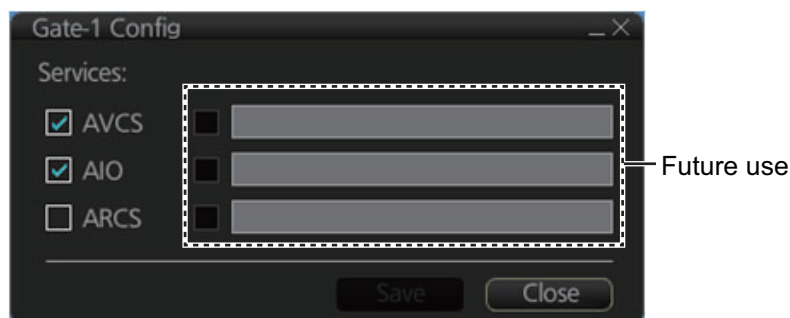 Gate-1 Config
Services:
AVCS
AIO
Future use
ARCS
Save Close